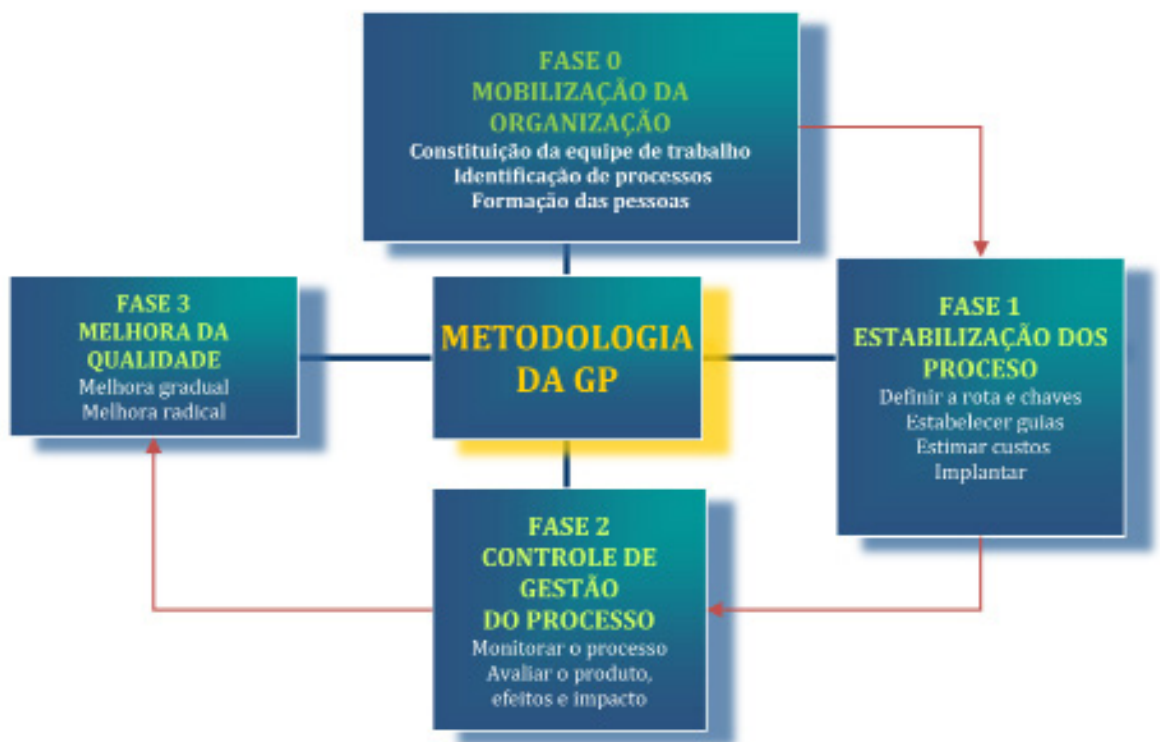 FASE 0
MOBILIZAÇÃO DA
ORGANIZAÇÃO
Constituição da equipe de trabalho
Identificação de processos
Formação das pessoas
METODOLOGIA
DA GP
FASE 1
ESTABILIZAÇÃO DOS
PROCESO
Definir a rota e chaves
Estabelecer guias
Estimar custos
Implantar
FASE 2
CONTROLE DE
GESTÃO
DO PROCESSO
Monitorar o processo
Avaliar o produto,
efeitos e impacto
FASE 3
MELHORA DA
QUALIDADE
Melhora gradual
Melhora radical